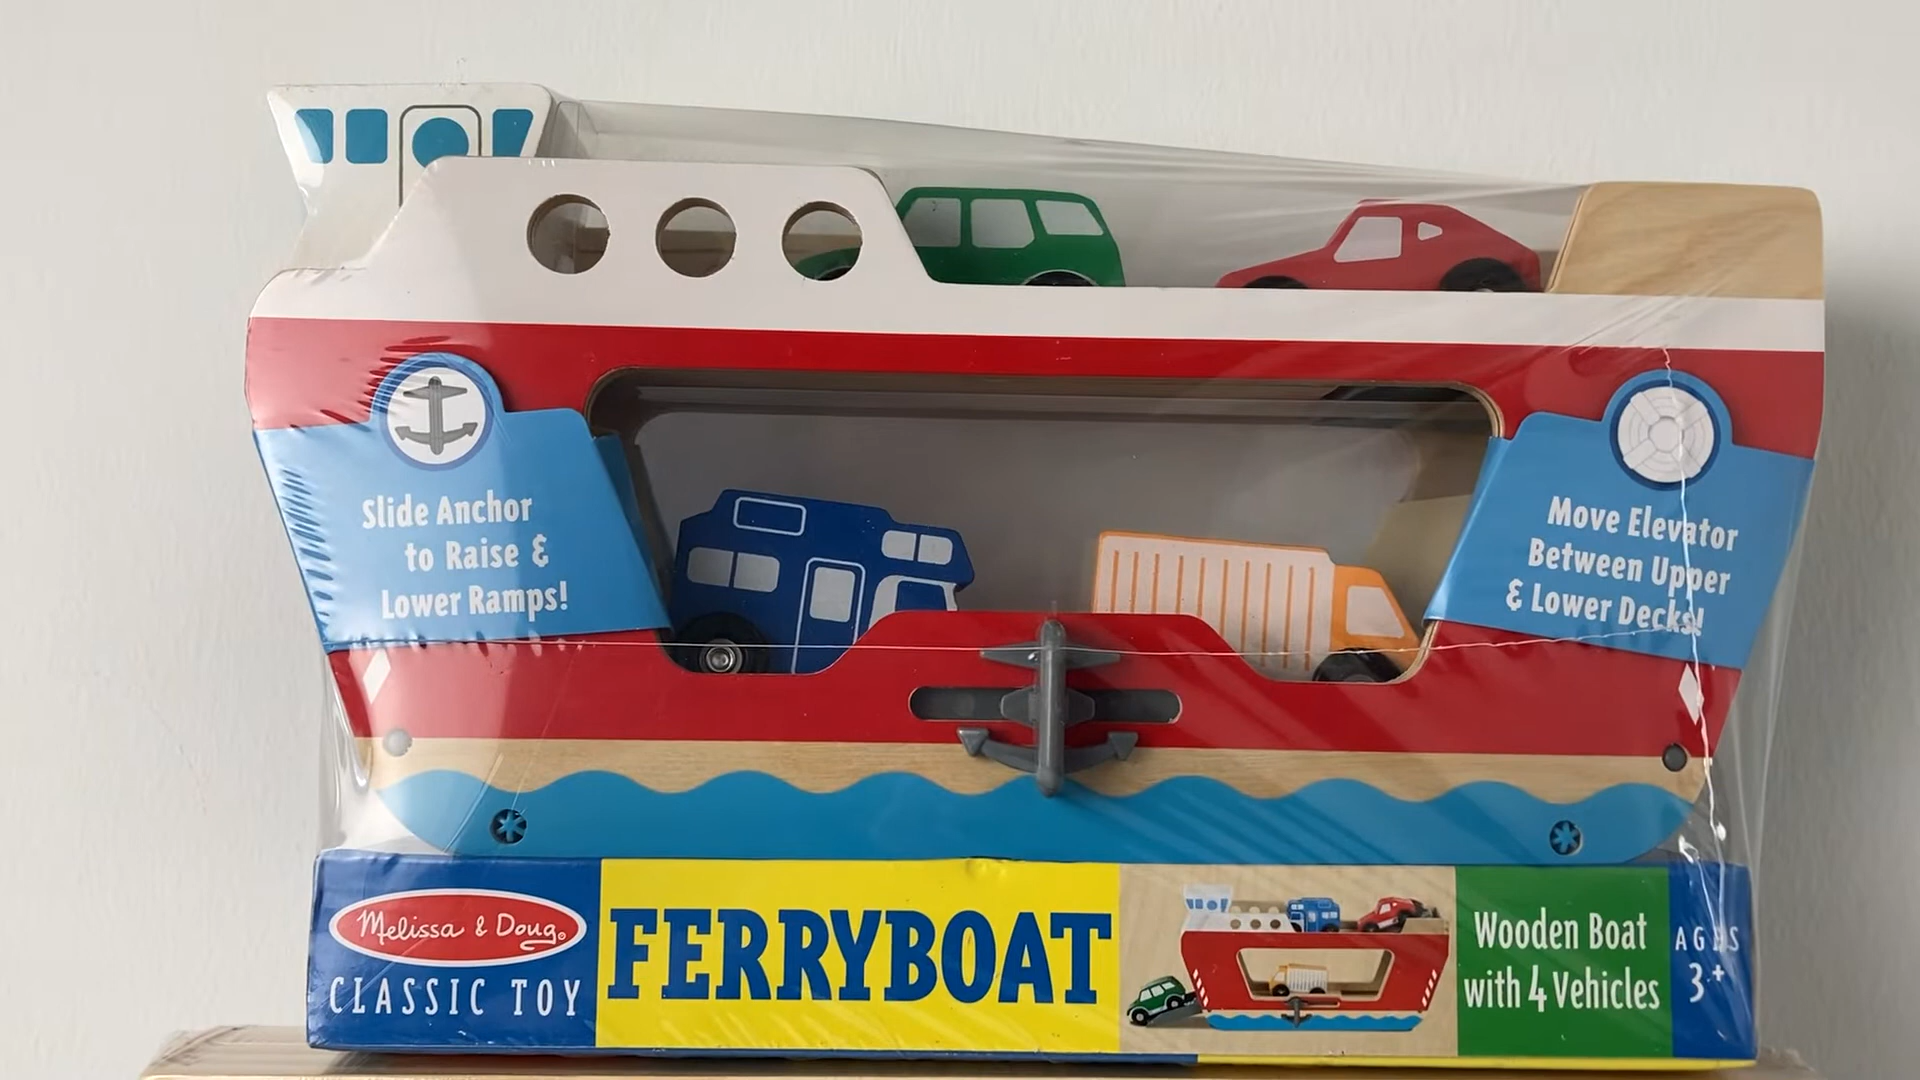 Slide Anchor
to Raise &
Lower Ramps!
Move Elevator
Between Upper
& Lower Decks!
Melissa & Doug®
CLASSIC TOY
FERRYBOAT
Wooden Boat
with 4 Vehicles
AGES
3+